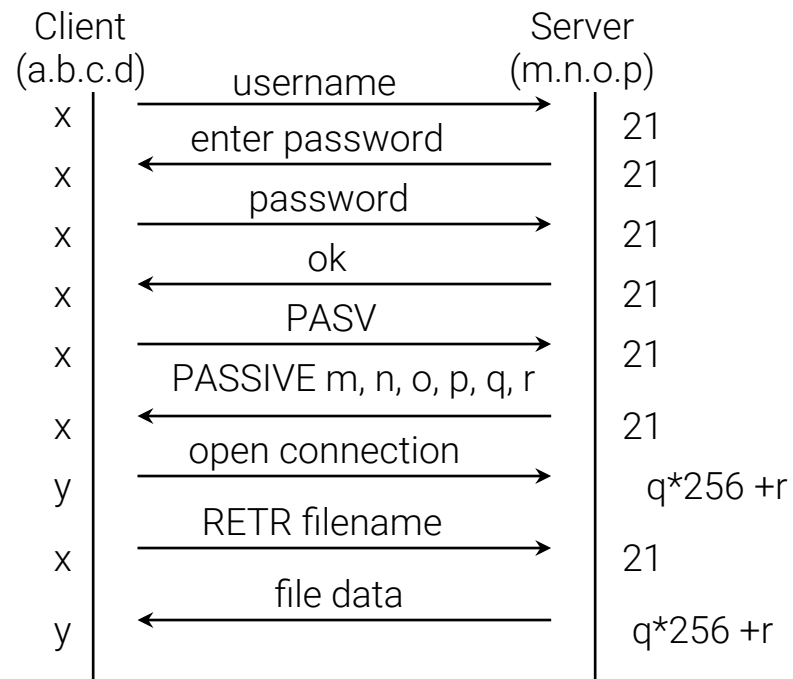 Client
(a.b.c.d)
Server
(m.n.o.p)
username
x
21
enter password
x
21
password
x
21
ok
x
21
PASV
x
21
PASSIVE m, n, o, p, q, r
x
21
open connection
y
q*256 +r
RETR filename
x
21
file data
y
q*256 +r